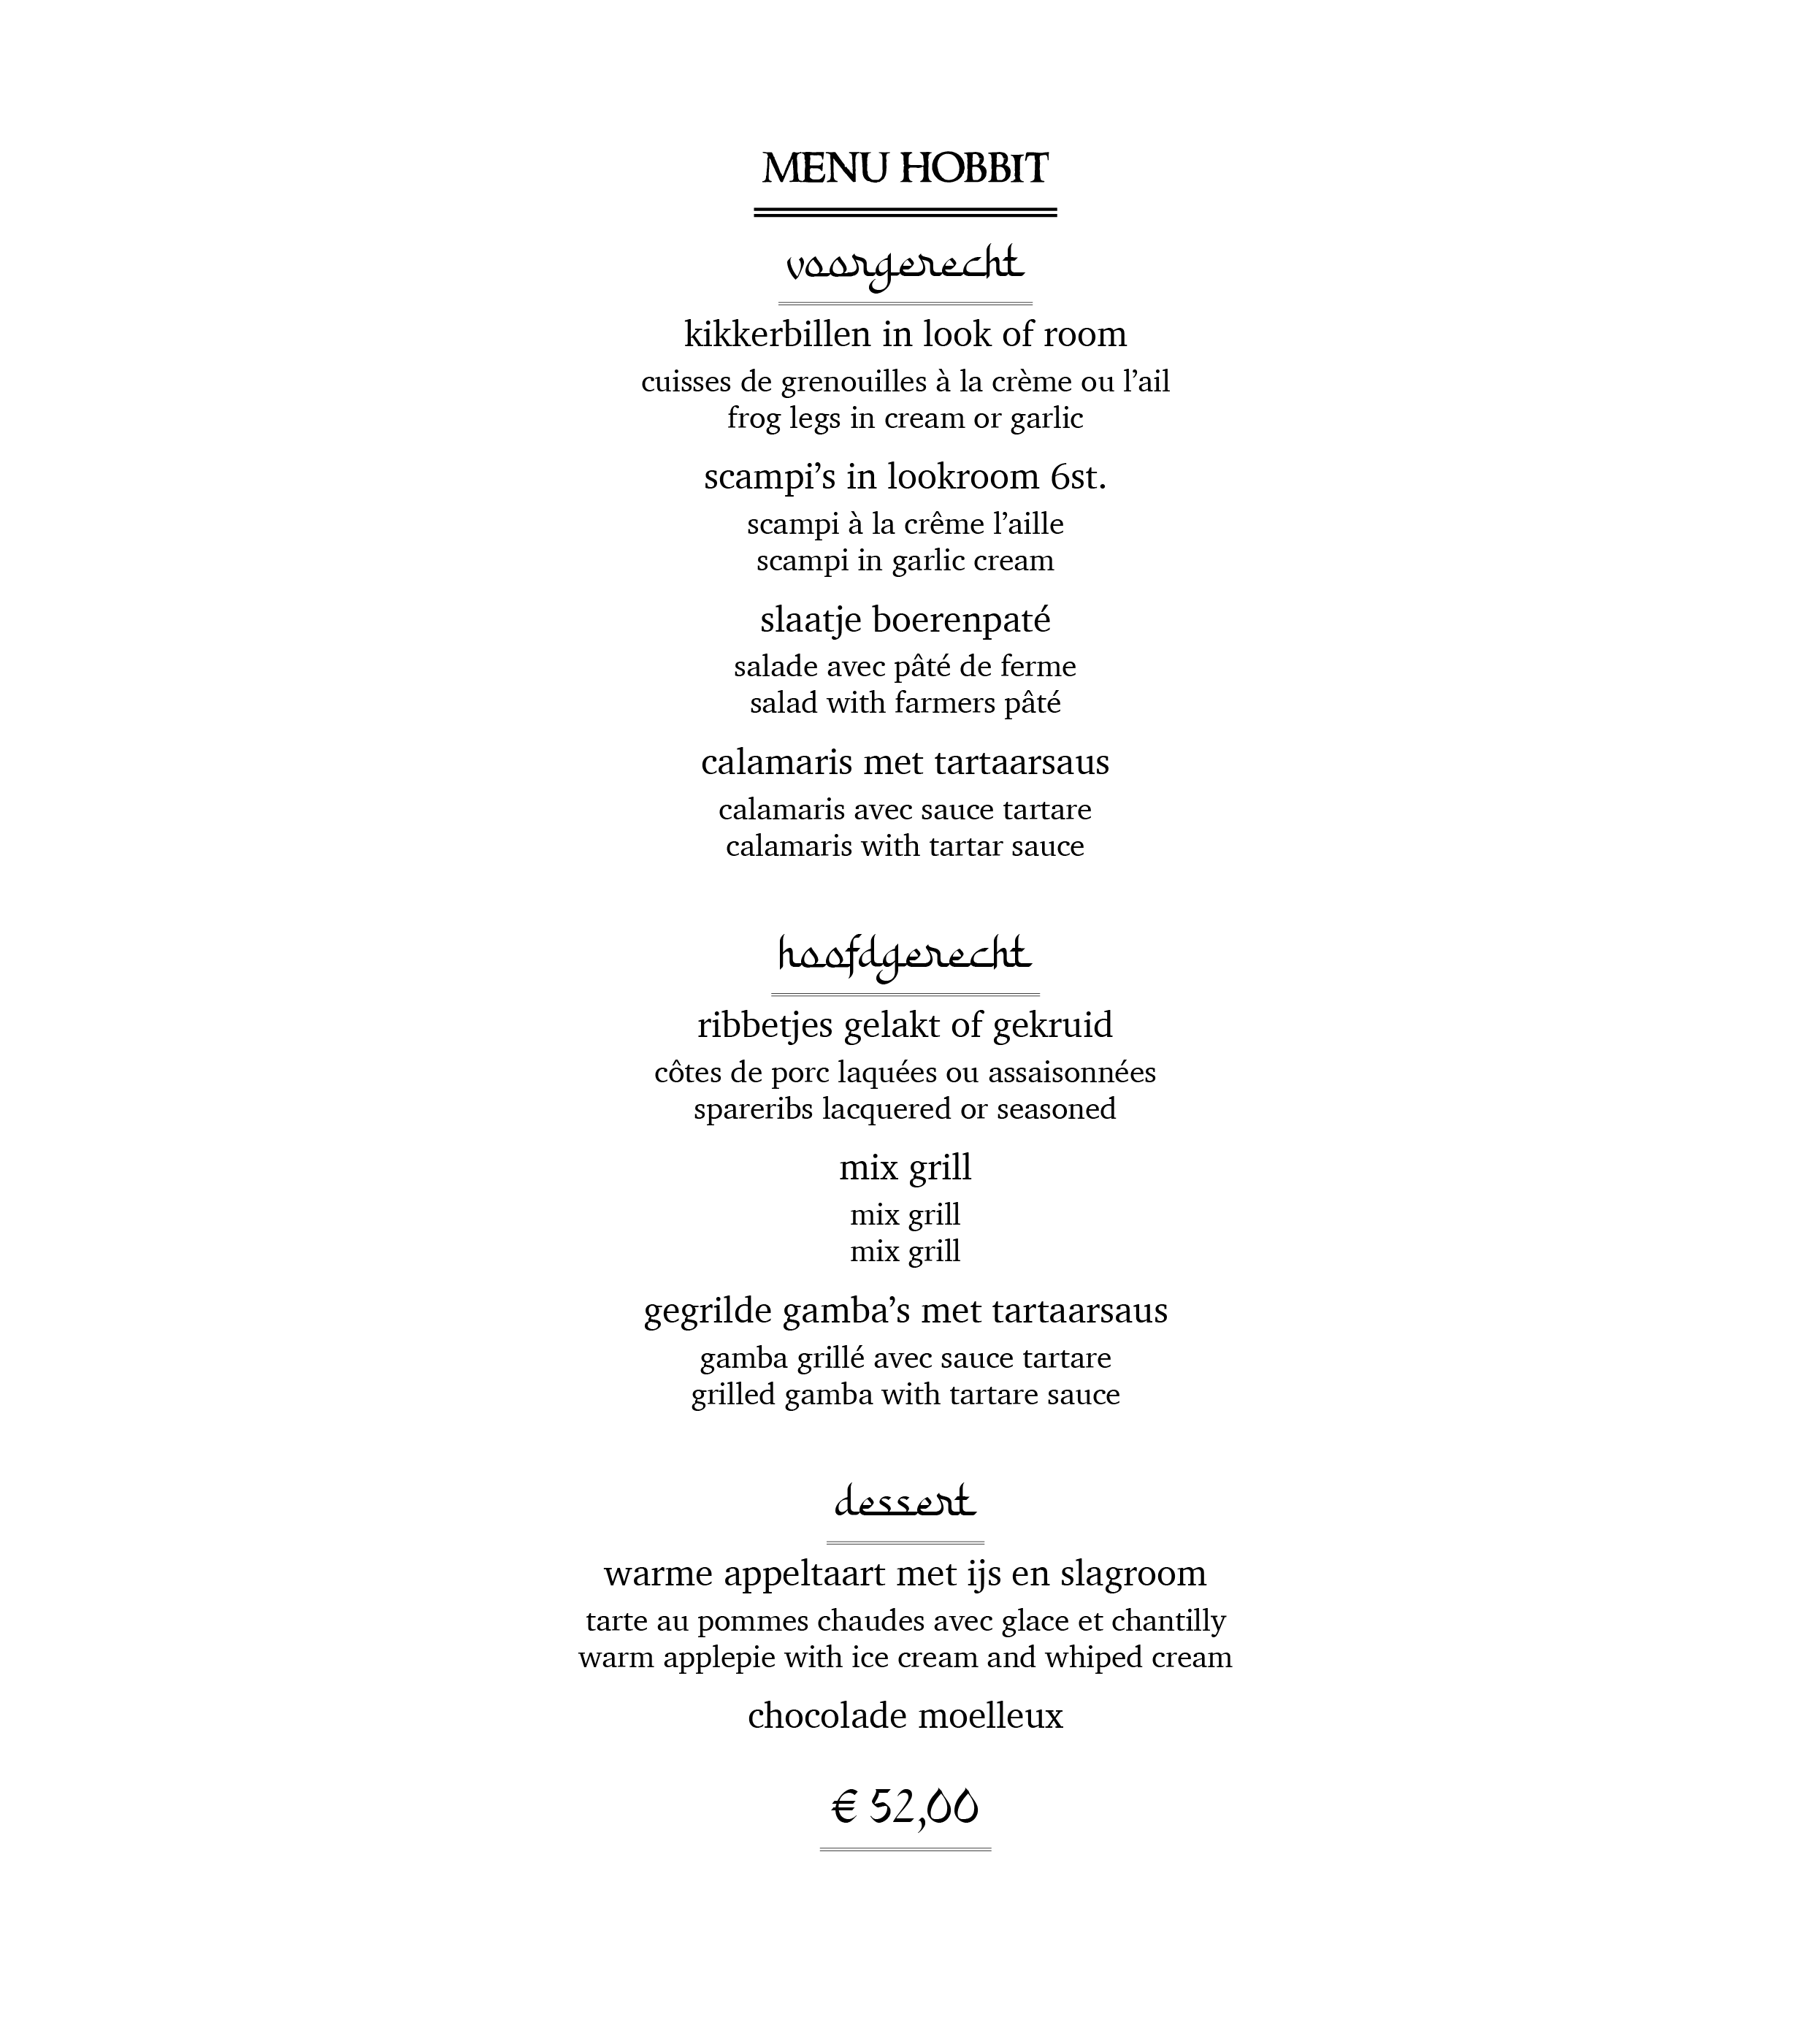 MENU HOBBIT
voorgerecht
kikkerbillen in look of room
cuisses de grenouilles à la crème ou l’ail
frog legs in cream or garlic
scampi’s in lookroom 6st.
scampi à la crême l’aille
scampi in garlic cream
slaatje boerenpaté
salade avec pâté de ferme
salad with farmers pâté
calamaris met tartaarsaus
calamaris avec sauce tartare
calamaris with tartar sauce
hoofdgerecht
ribbetjes gelakt of gekruid
côtes de porc laquées ou assaisonnées
spareribs lacquered or seasoned
mix grill
mix grill
mix grill
gegrilde gamba’s met tartaarsaus
gamba grillé avec sauce tartare
grilled gamba with tartare sauce
dessert
warme appeltaart met ijs en slagroom
tarte au pommes chaudes avec glace et chantilly
warm applepie with ice cream and whiped cream
chocolade moelleux
€ 52,00